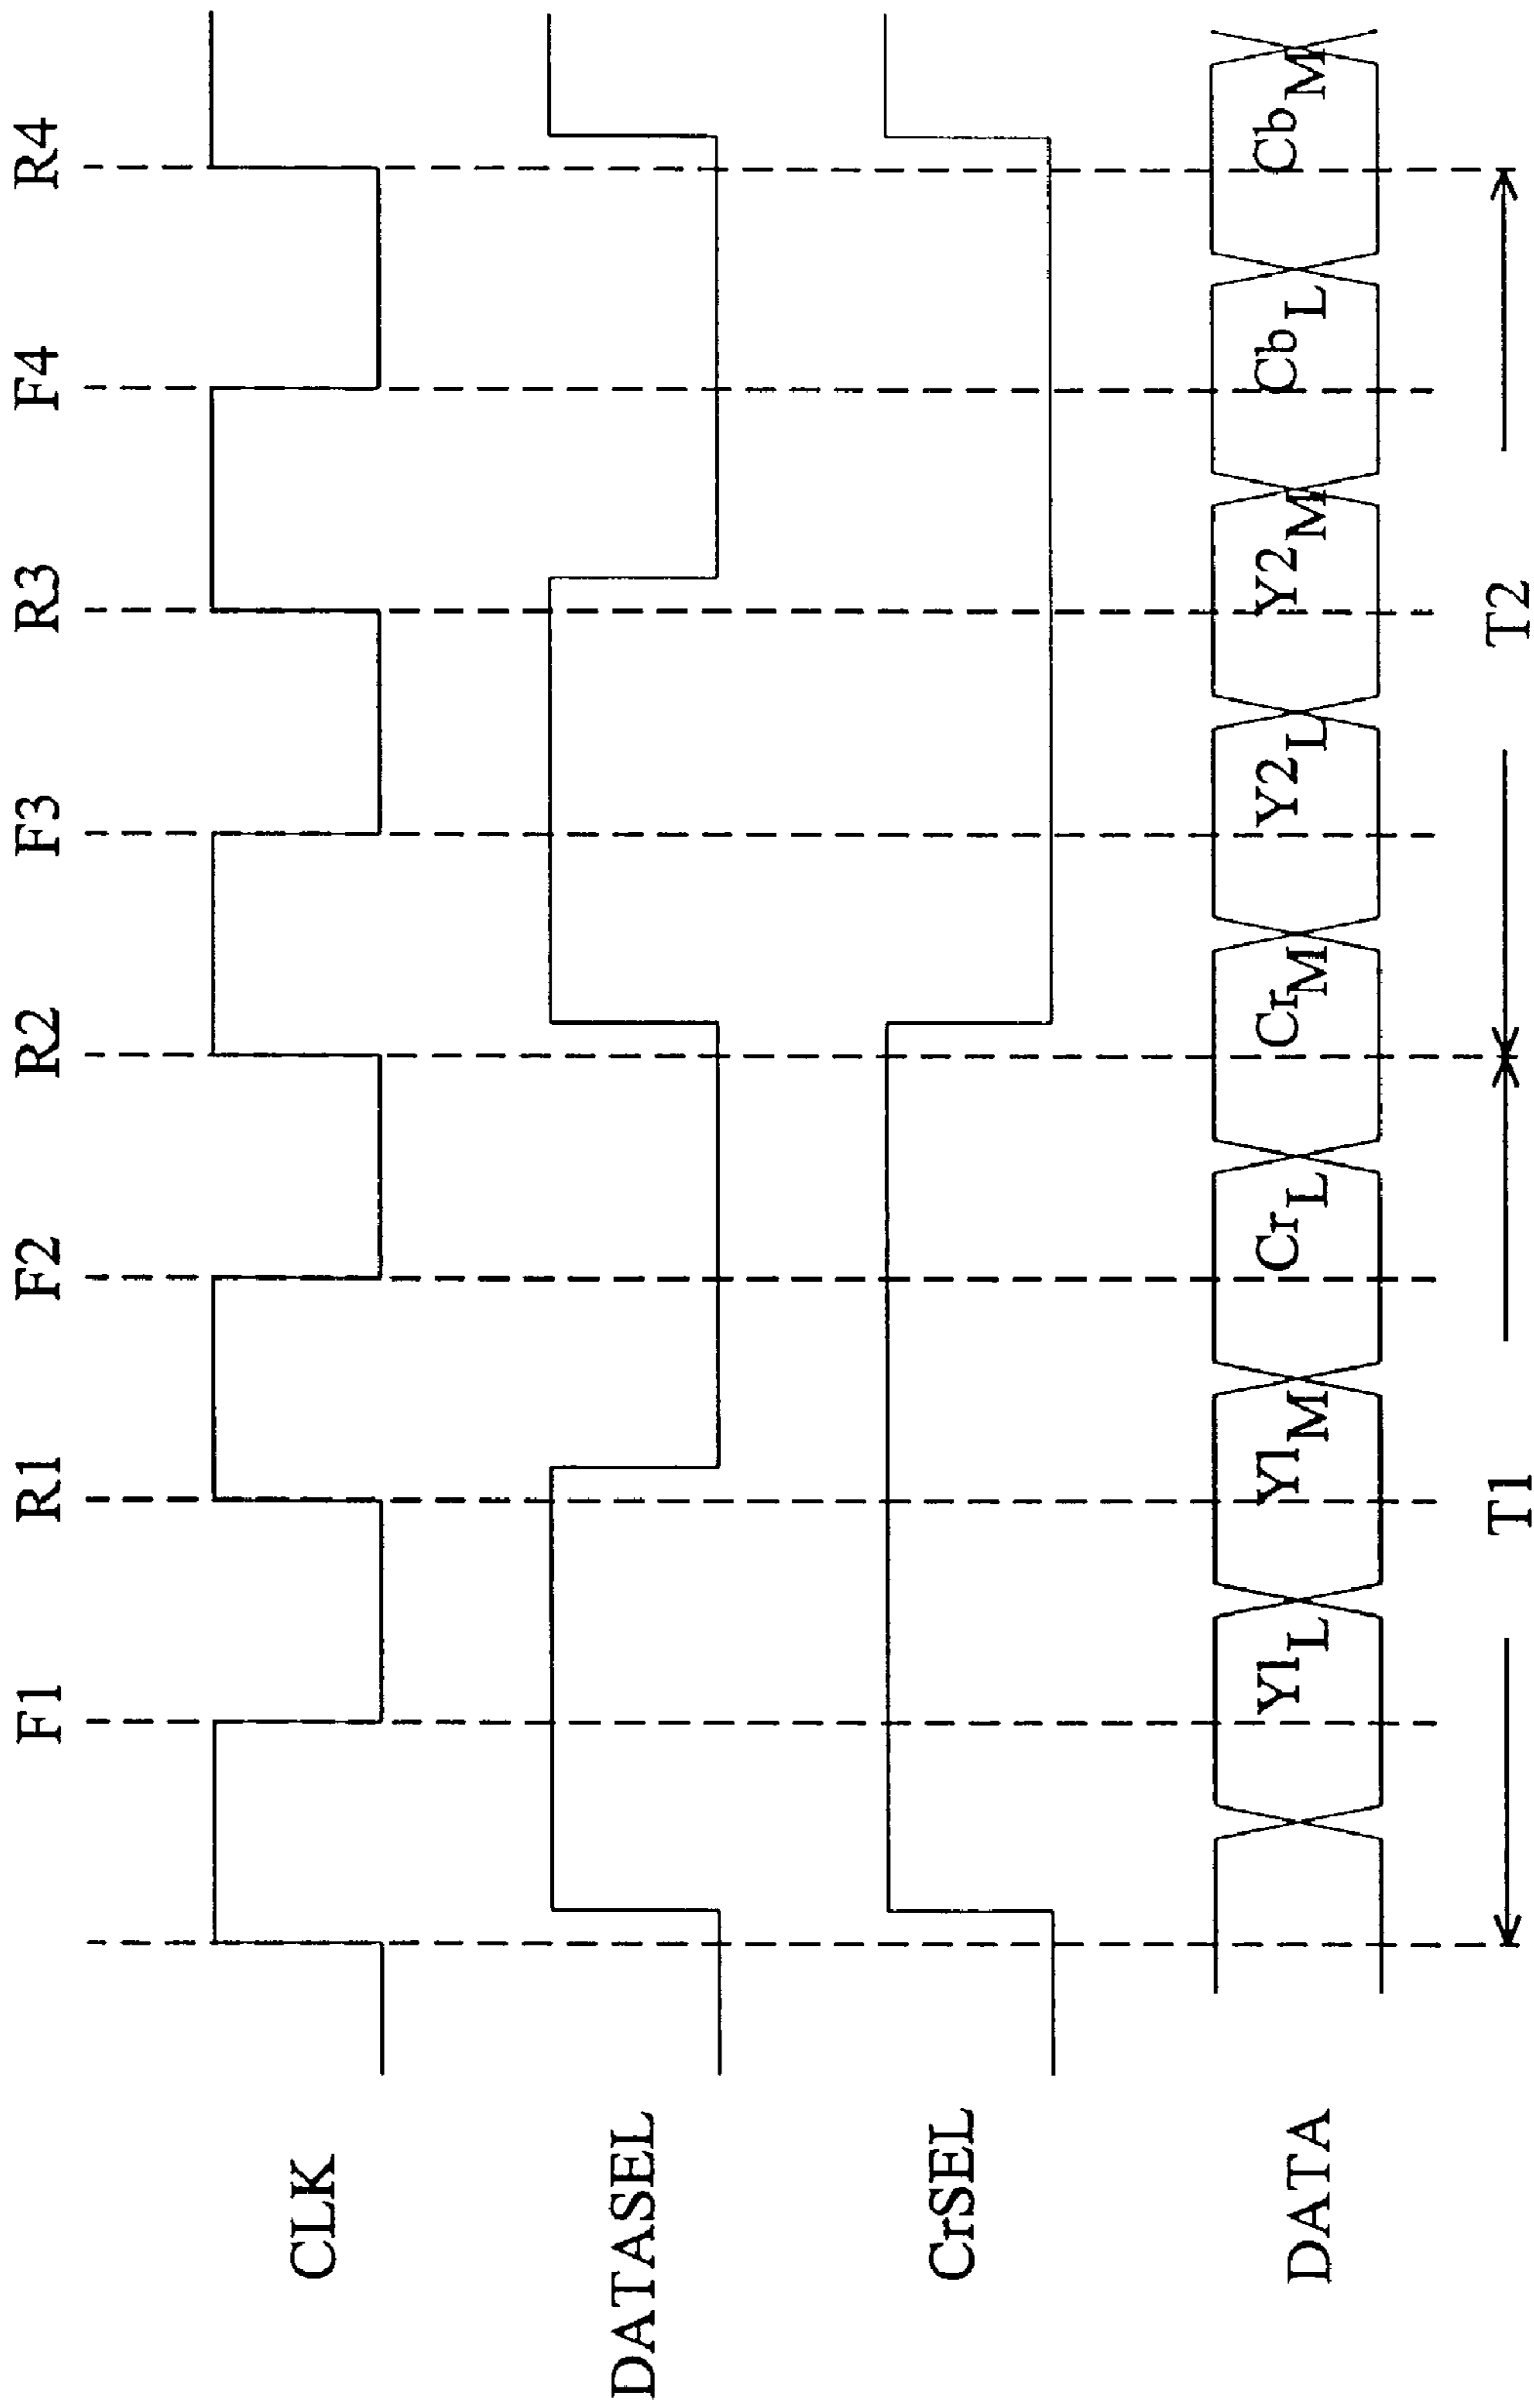 F1 R1 F2 R2 F3 R3 F4 R4
CLK
DATASEL
CrSEL
DATA Y1L Y1M CrL CrM Y2L Y2M CbL CbM
T1 T2